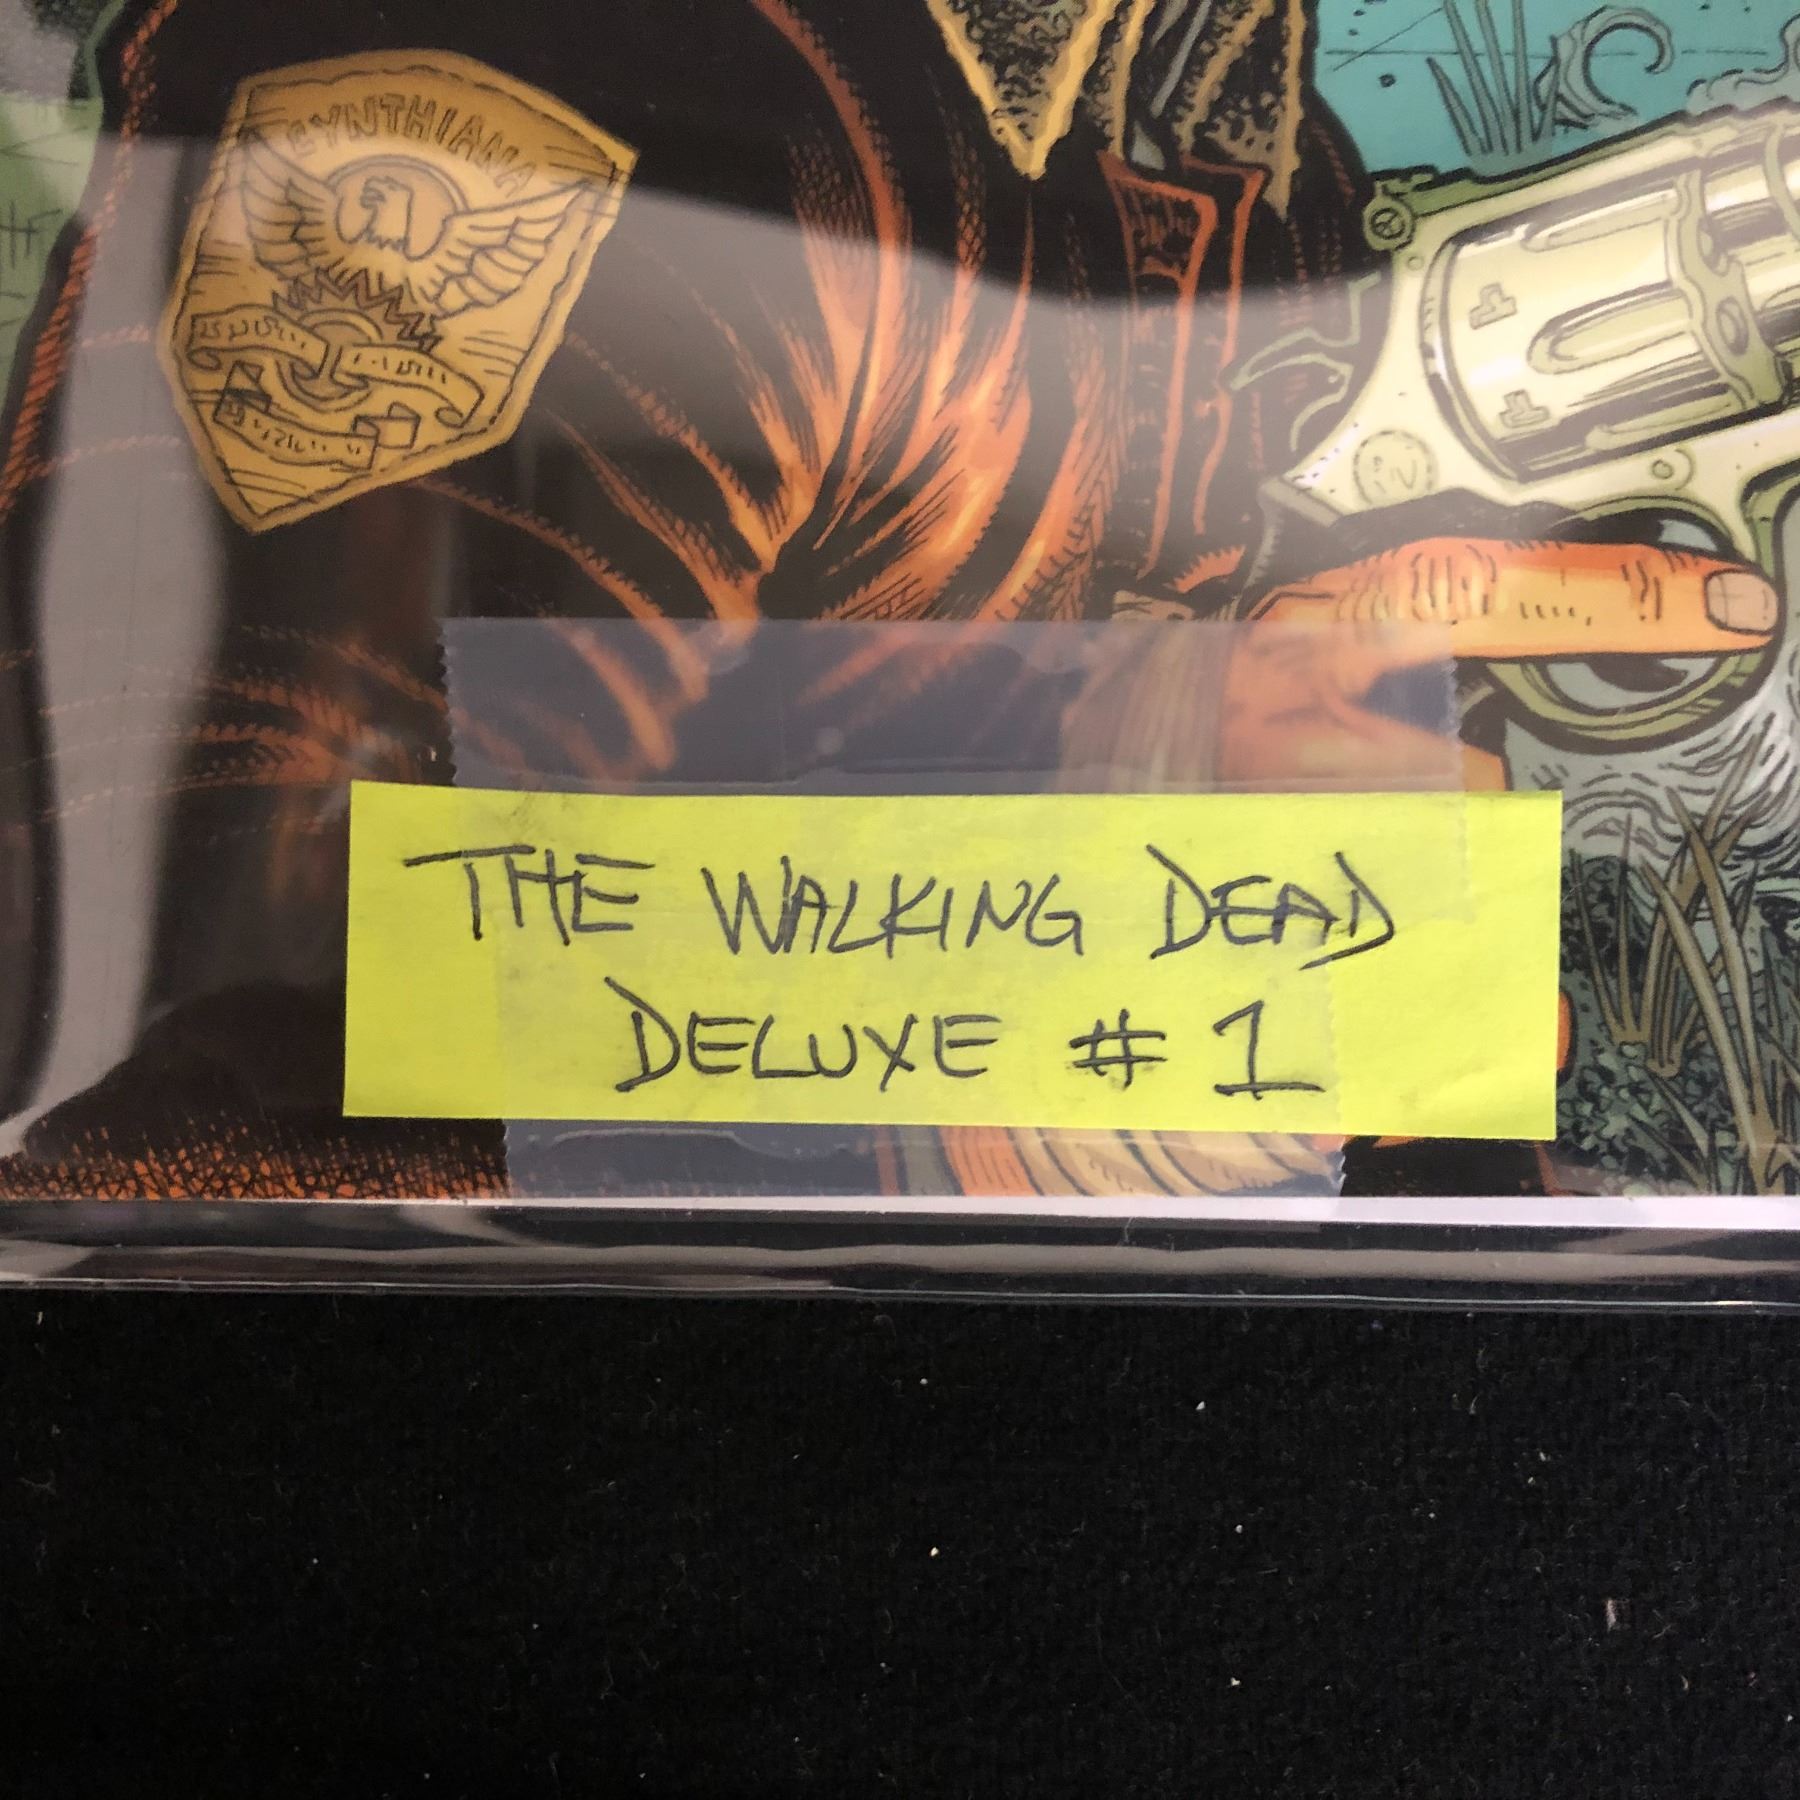 CYNTHIANA
THE WALKING DEAD
DELUXE # 1